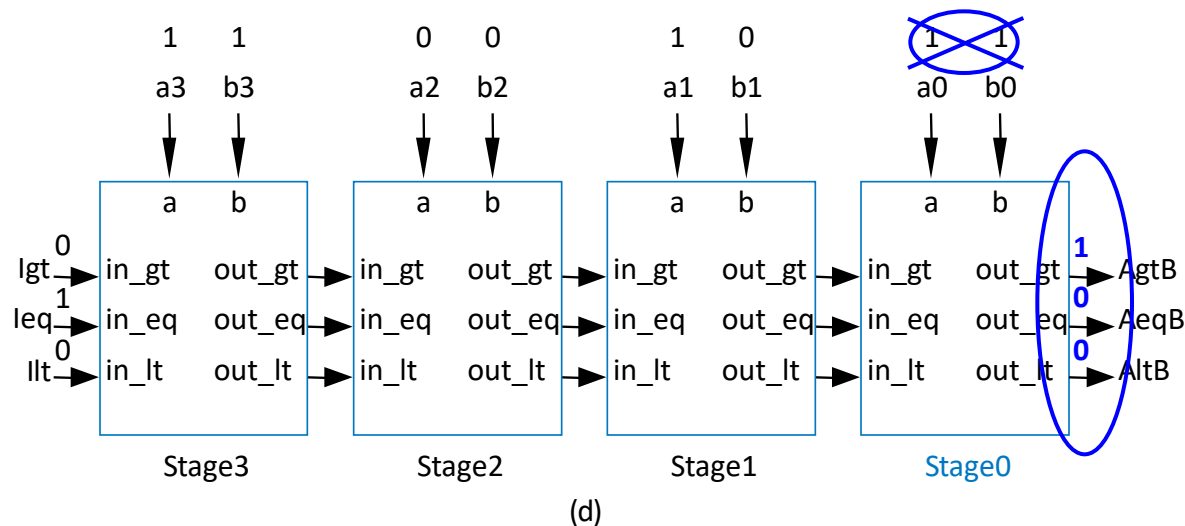 1 1 0 0 1 0 1 1
a3 b3 a2 b2 a1 b1 a0 b0
a b a b a b a b
0 1
Igt in_gt out_gt in_gt out_gt in_gt out_gt in_gt out_gt AgtB
1 0
Ieq in_eq out_eq in_eq out_eq in_eq out_eq in_eq out_eq AeqB
0 0
Ilt in_lt out_lt in_lt out_lt in_lt out_lt in_lt out_lt AltB
Stage3 Stage2 Stage1 Stage0
(d)